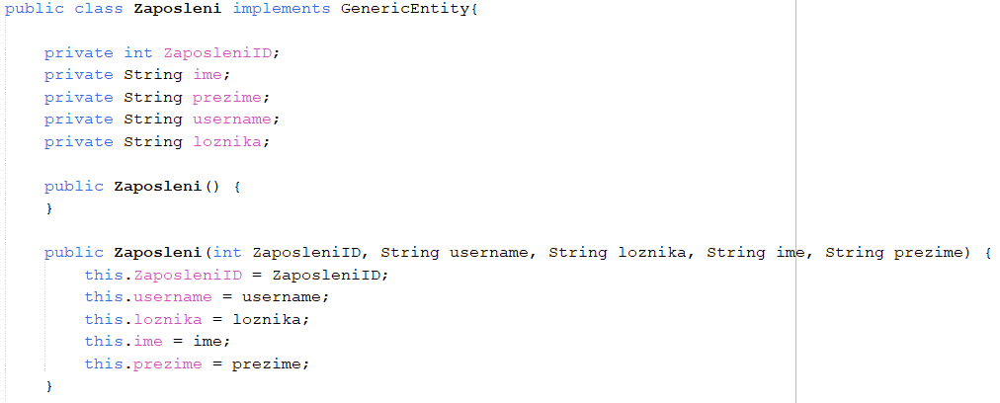 public class Zaposleni implements GenericEntity{
private int ZaposleniID;
private String ime;
private String prezime;
private String username;
private String loznika;
public Zaposleni() {
}
public Zaposleni(int ZaposleniID, String username, String loznika, String ime, String prezime) {
this.ZaposleniID = ZaposleniID;
this.username = username;
this.loznika = loznika;
this.ime = ime;
this.prezime = prezime;
}